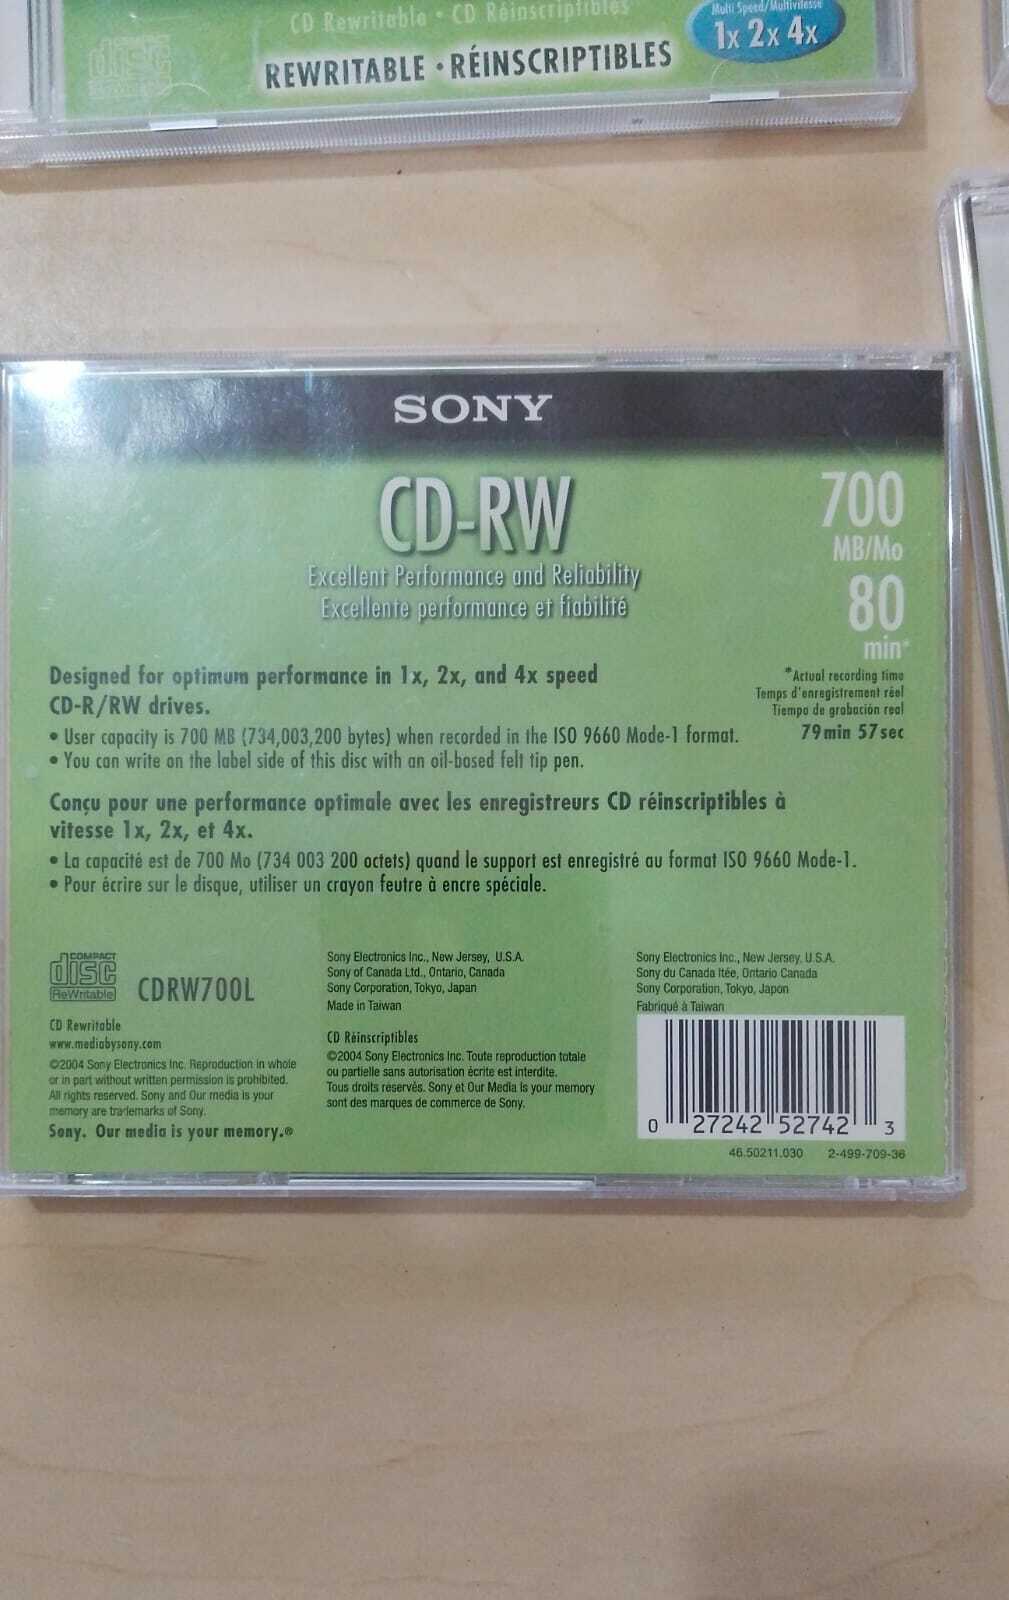 CD Rewritable • CD Réinscriptibles
Multi Speed/Multivitesse
1x 2x 4x
REWRITABLE • RÉINSCRIPTIBLES
SONY
CD-RW
Excellent Performance and Reliability
Excellente performance et fiabilité
700
MB/Mo
80
min*
*Actual recording time
Temps d'enregistrement réel
Tiempo de grabación real
79min 57sec
Designed for optimum performance in 1x, 2x, and 4x speed
CD-R/RW drives.
• User capacity is 700 MB (734,003,200 bytes) when recorded in the ISO 9660 Mode-1 format.
• You can write on the label side of this disc with an oil-based felt tip pen.
Conçu pour une performance optimale avec les enregistreurs CD réinscriptibles à
vitesse 1x, 2x, et 4x.
• La capacité est de 700 Mo (734 003 200 octets) quand le support est enregistré au format ISO 9660 Mode-1.
• Pour écrire sur le disque, utiliser un crayon feutre à encre spéciale.
COMPACT
disc
ReWritable
CDRW700L
CD Rewritable
www.mediabysony.com
©2004 Sony Electronics Inc. Reproduction in whole
or in part without written permission is prohibited.
All rights reserved. Sony and Our media is your
memory are trademarks of Sony.
Sony. Our media is your memory.®
Sony Electronics Inc., New Jersey, U.S.A.
Sony of Canada Ltd., Ontario, Canada
Sony Corporation, Tokyo, Japan
Made in Taiwan
CD Réinscriptibles
©2004 Sony Electronics Inc. Toute reproduction totale
ou partielle sans autorisation écrite est interdite.
Tous droits reservés. Sony et Our Media is your memory
sont des marques de commerce de Sony.
Sony Electronics Inc., New Jersey, U.S.A.
Sony du Canada ltée, Ontario Canada
Sony Corporation, Tokyo, Japon
Fabriqué à Taiwan
0 27242 52742 3
46.50211.030 2-499-709-36